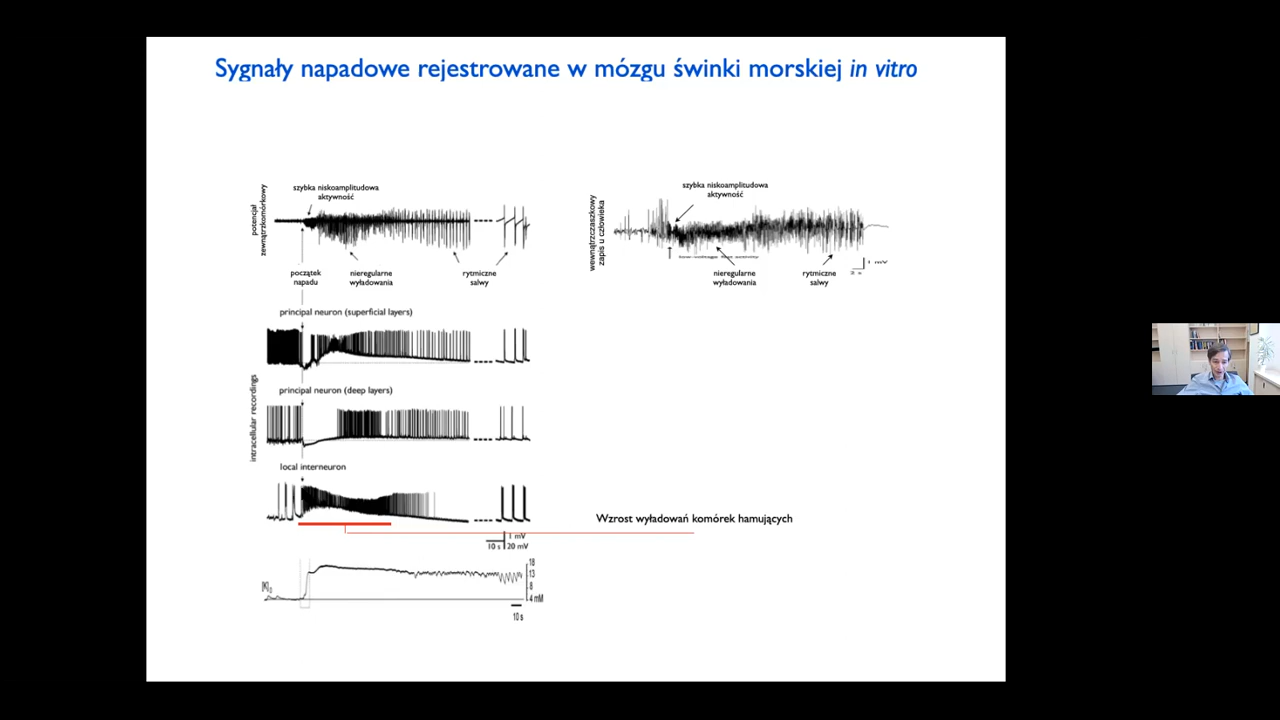 Sygnały napadowe rejestrowane w mózgu świnki morskiej in vitro
szybka niskoamplitudowa
aktywność
potencjał
zewnątrzkomórkowy
początek
napadu
nieregularne
wyładowania
rytmiczne
salwy
szybka niskoamplitudowa
aktywność
wewnątrzczaszkowy
zapis u człowieka
nieregularne
wyładowania
rytmiczne
salwy
1 mV
2 s
principal neuron (superficial layers)
principal neuron (deep layers)
intracellular recordings
local interneuron
Wzrost wyładowań komórek hamujących
1 mV
10 s 20 mV
[K]o
18
13
8
4 mM
10 s